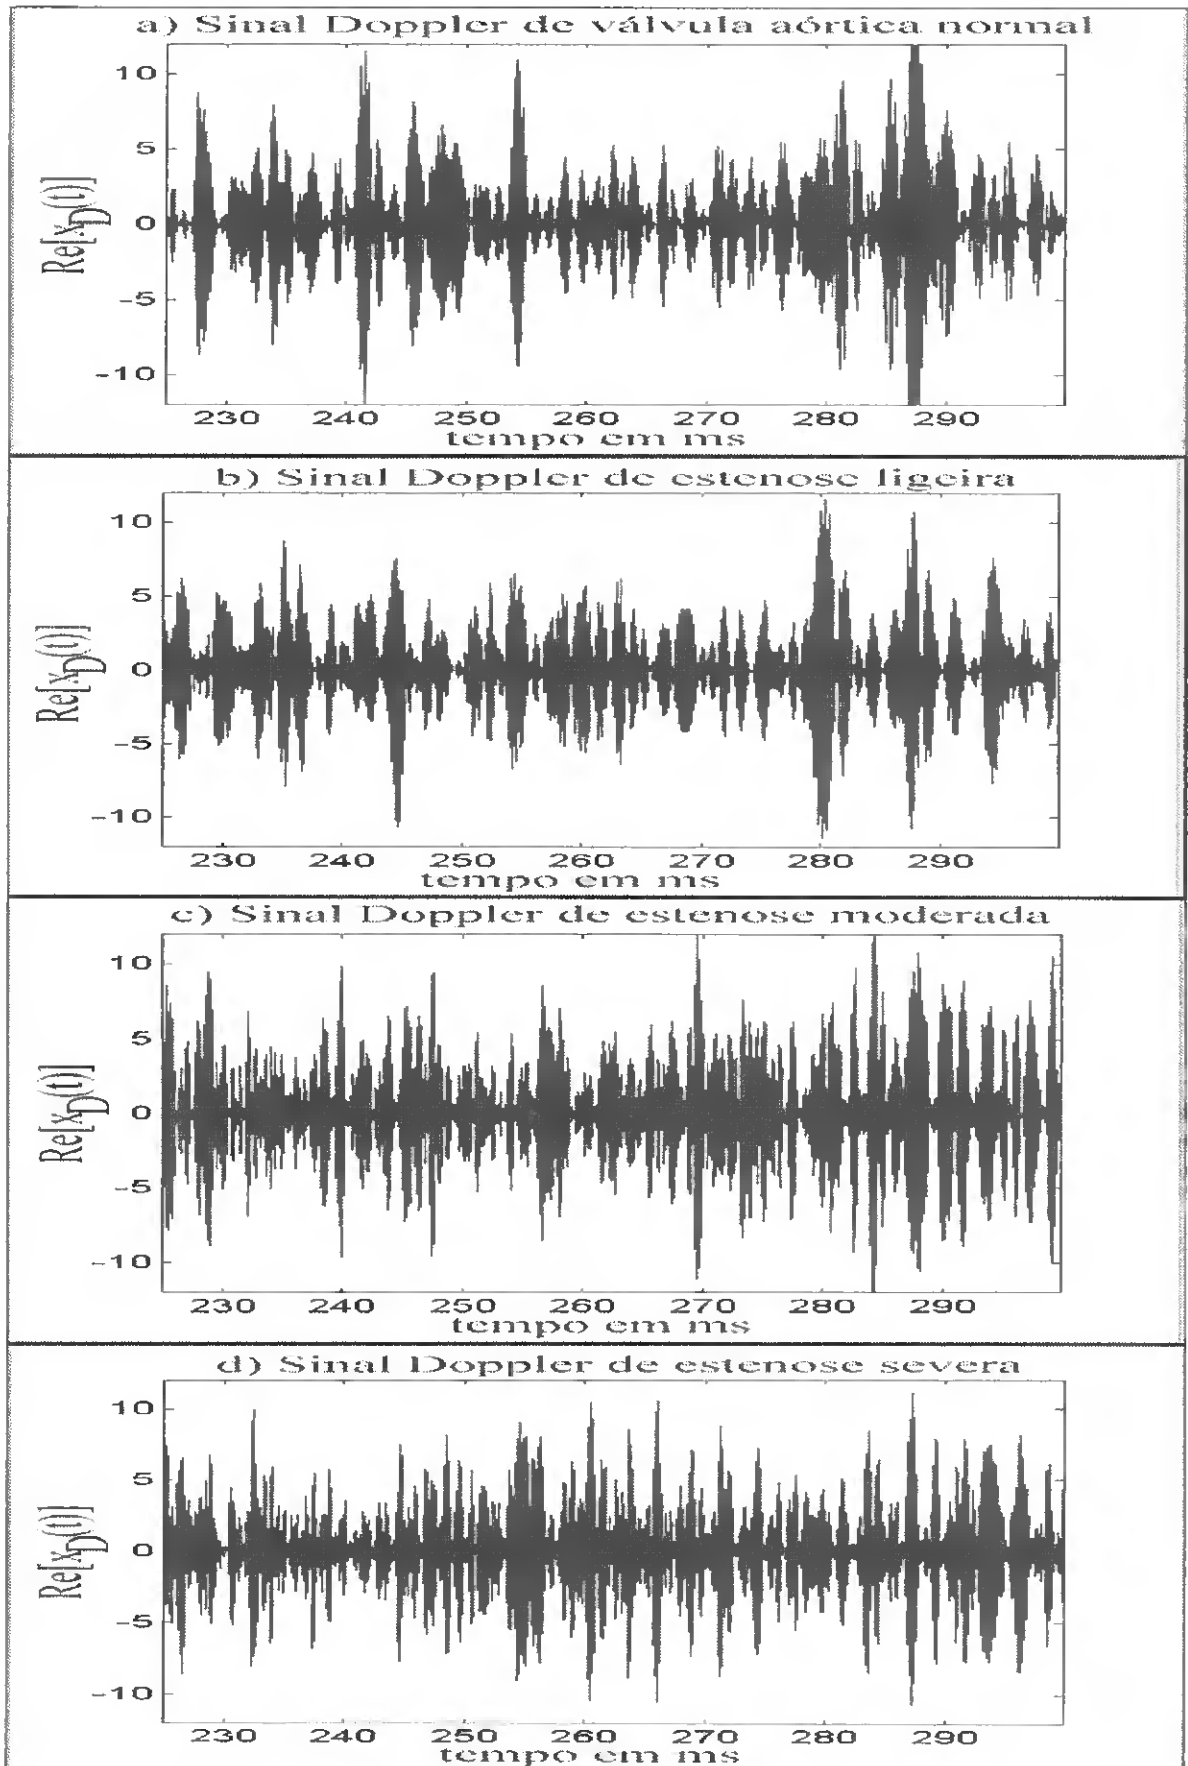 a) Sinal Doppler de válvula aórtica normal
10
5
0
-5
-10
Re[xD(t)]
230 240 250 260 270 280 290
tempo em ms
b) Sinal Doppler de estenose ligeira
10
5
0
-5
-10
Re[xD(t)]
230 240 250 260 270 280 290
tempo em ms
c) Sinal Doppler de estenose moderada
10
5
0
-5
-10
Re[xD(t)]
230 240 250 260 270 280 290
tempo em ms
d) Sinal Doppler de estenose severa
10
5
0
-5
-10
Re[xD(t)]
230 240 250 260 270 280 290
tempo em ms